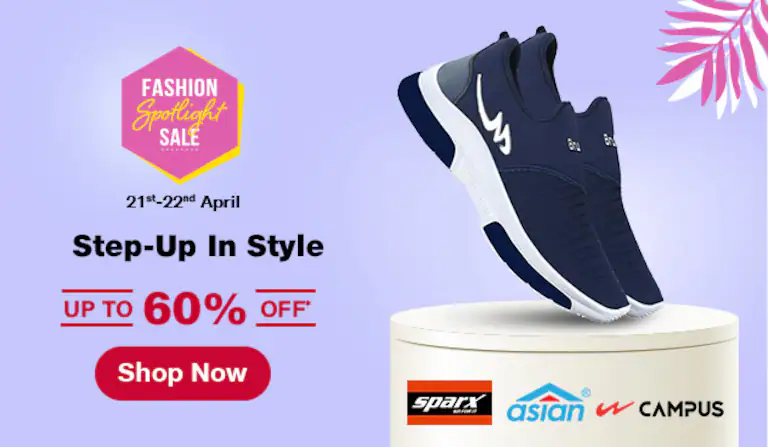 FASHION
Spotlight
SALE
21st-22nd April
Step-Up In Style
UP TO 60% OFF*
Shop Now
sparx
asian®
CAMPUS